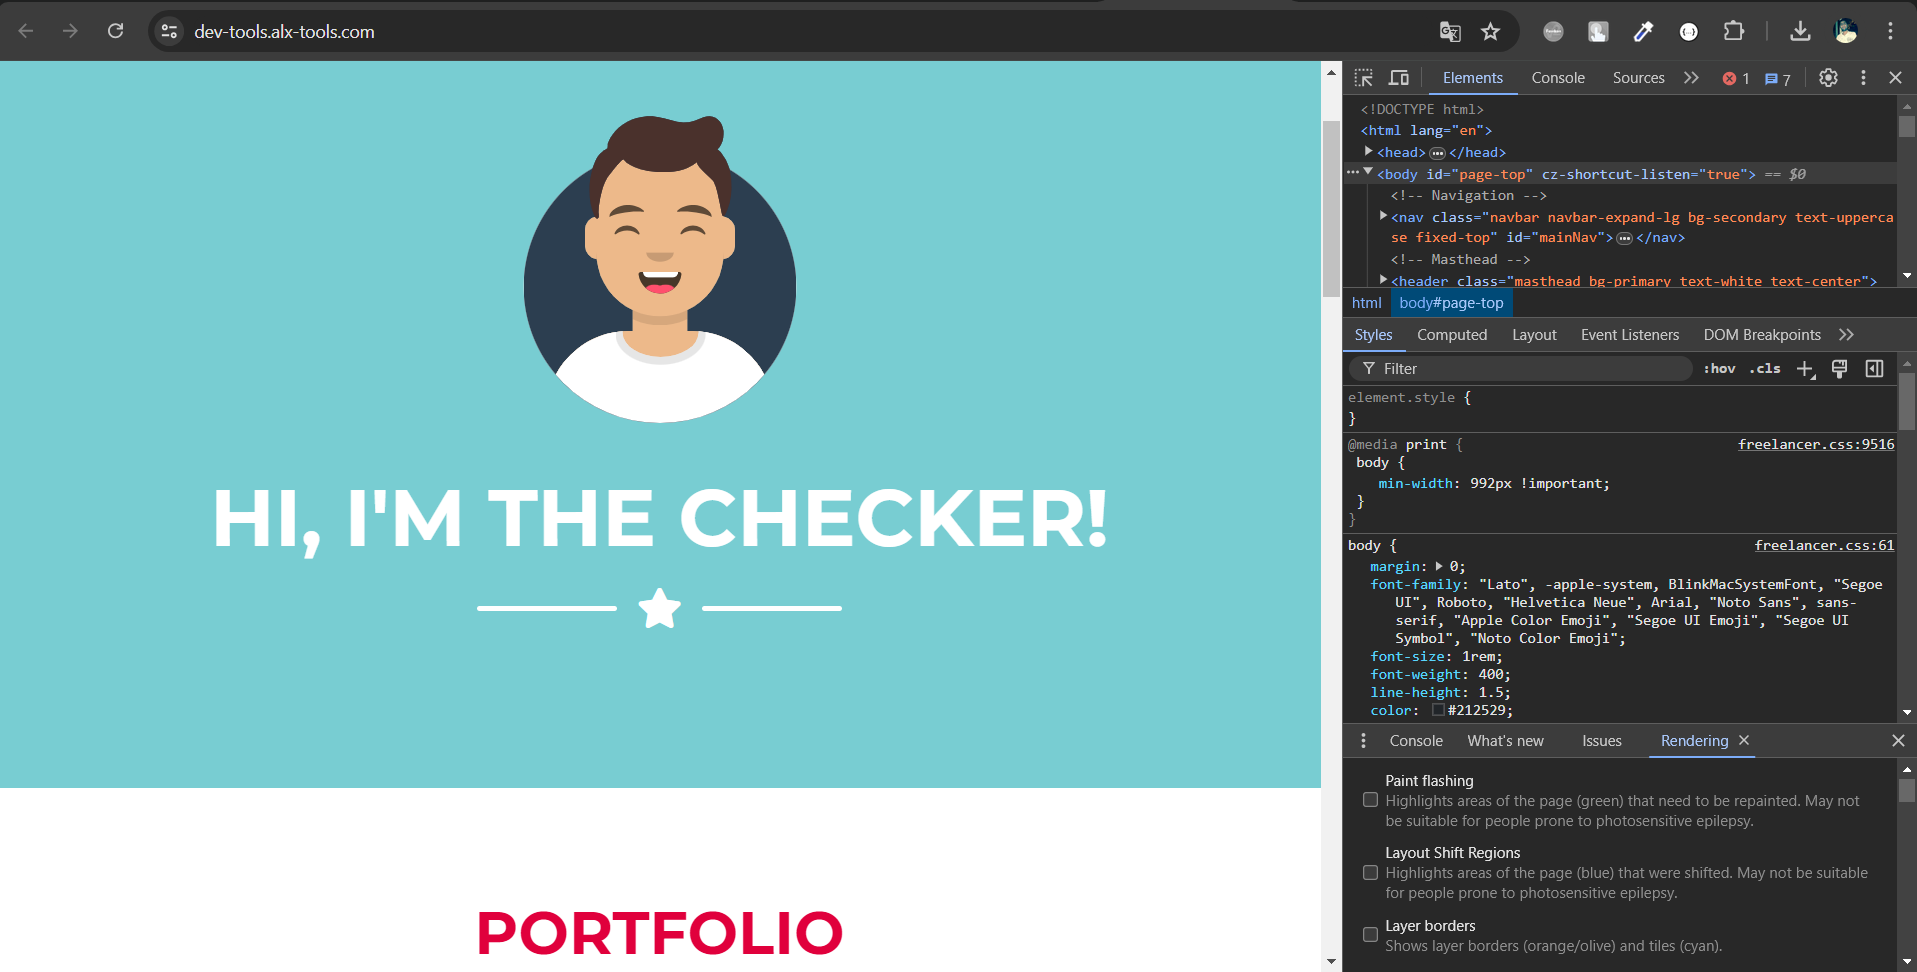 dev-tools.alx-tools.com
HI, I'M THE CHECKER!
PORTFOLIO
Elements Console Sources 1 7
<!DOCTYPE html>
<html lang="en">
<head> ••• </head>
••• <body id="page-top" cz-shortcut-listen="true"> == $0
<!-- Navigation -->
<nav class="navbar navbar-expand-lg bg-secondary text-upperca
se fixed-top" id="mainNav"> ••• </nav>
<!-- Masthead -->
<header class="masthead bg-primary text-white text-center">
html body#page-top
Styles Computed Layout Event Listeners DOM Breakpoints
Filter :hov .cls
element.style {
}
@media print { freelancer.css:9516
body {
min-width: 992px !important;
}
}
body { freelancer.css:61
margin: 0;
font-family: "Lato", -apple-system, BlinkMacSystemFont, "Segoe
UI", Roboto, "Helvetica Neue", Arial, "Noto Sans", sans-
serif, "Apple Color Emoji", "Segoe UI Emoji", "Segoe UI
Symbol", "Noto Color Emoji";
font-size: 1rem;
font-weight: 400;
line-height: 1.5;
color: #212529;
Console What's new Issues Rendering
Paint flashing
Highlights areas of the page (green) that need to be repainted. May not
be suitable for people prone to photosensitive epilepsy.
Layout Shift Regions
Highlights areas of the page (blue) that were shifted. May not be suitable
for people prone to photosensitive epilepsy.
Layer borders
Shows layer borders (orange/olive) and tiles (cyan).